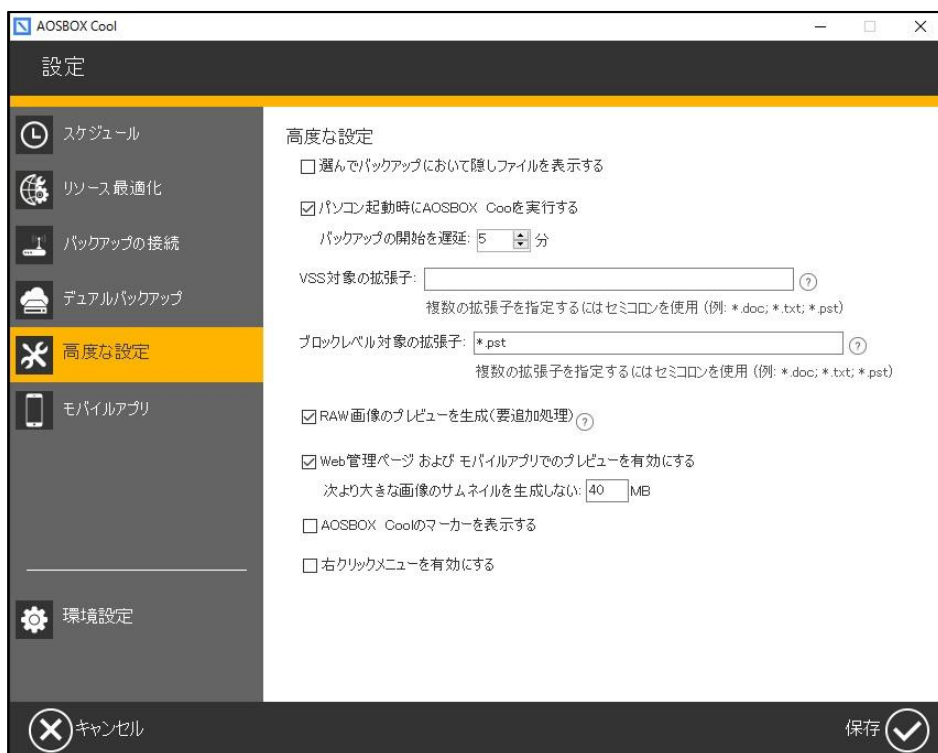 AOSBOX Cool
設定
スケジュール
リソース最適化
バックアップの接続
デュアルバックアップ
高度な設定
モバイルアプリ
環境設定
高度な設定
選んでバックアップにおいて隠しファイルを表示する
パソコン起動時にAOSBOX Cooを実行する
バックアップの開始を遅延: 5 分
VSS対象の拡張子: ?
複数の拡張子を指定するにはセミコロンを使用 (例: *.doc; *.txt; *.pst)
ブロックレベル対象の拡張子: *.pst ?
複数の拡張子を指定するにはセミコロンを使用 (例: *.doc; *.txt; *.pst)
RAW画像のプレビューを生成(要追加処理) ?
Web管理ページ および モバイルアプリでのプレビューを有効にする
次より大きな画像のサムネイルを生成しない: 40 MB
AOSBOX Coolのマーカーを表示する
右クリックメニューを有効にする
キャンセル
保存